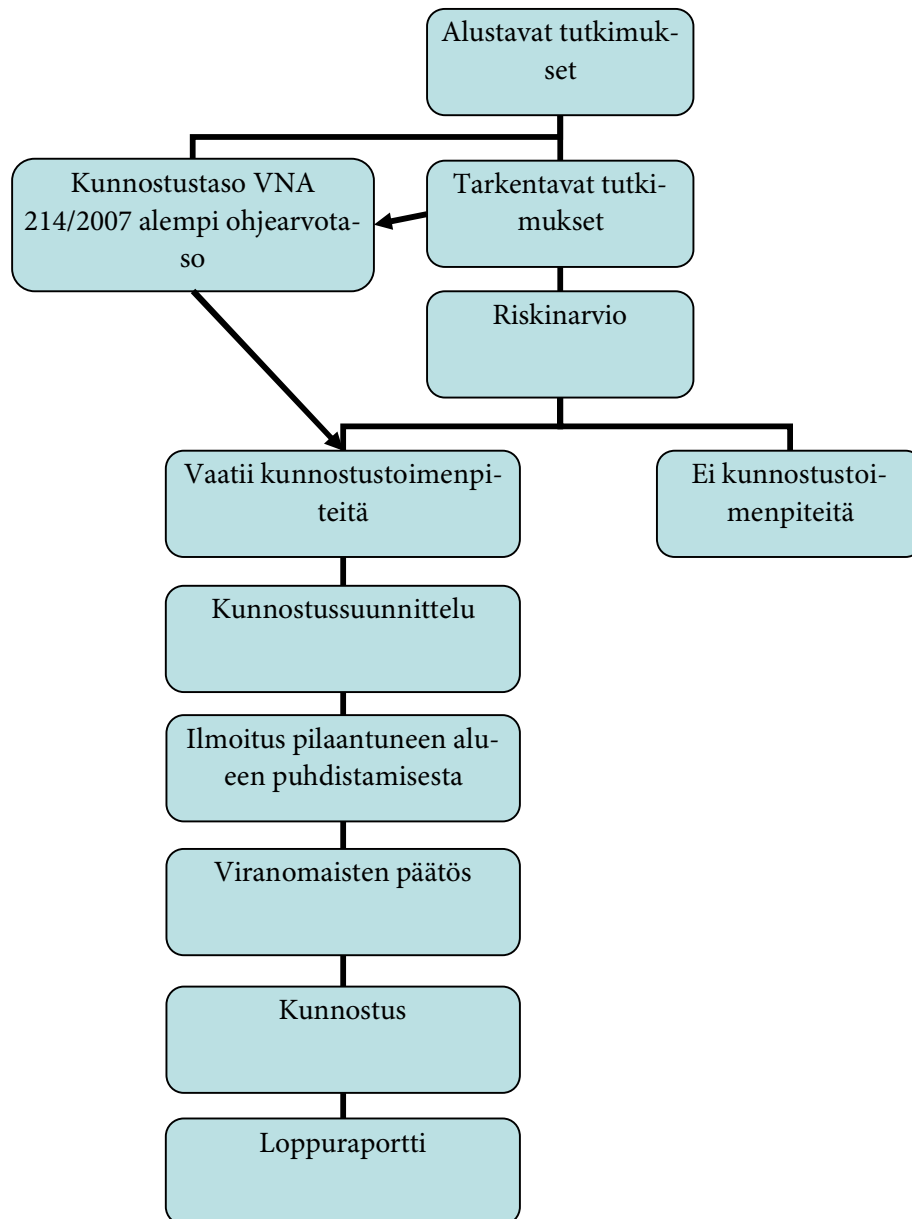 Alustavat tutkimuk-
set
Kunnostustaso VNA
214/2007 alempi ohjearvota-
so
Tarkentavat tutki-
mukset
Riskinarvio
Vaatii kunnostustoimenpi-
teitä
Ei kunnostustoi-
menpiteitä
Kunnostussuunnittelu
Ilmoitus pilaantuneen alu-
een puhdistamisesta
Viranomaisten päätös
Kunnostus
Loppuraportti